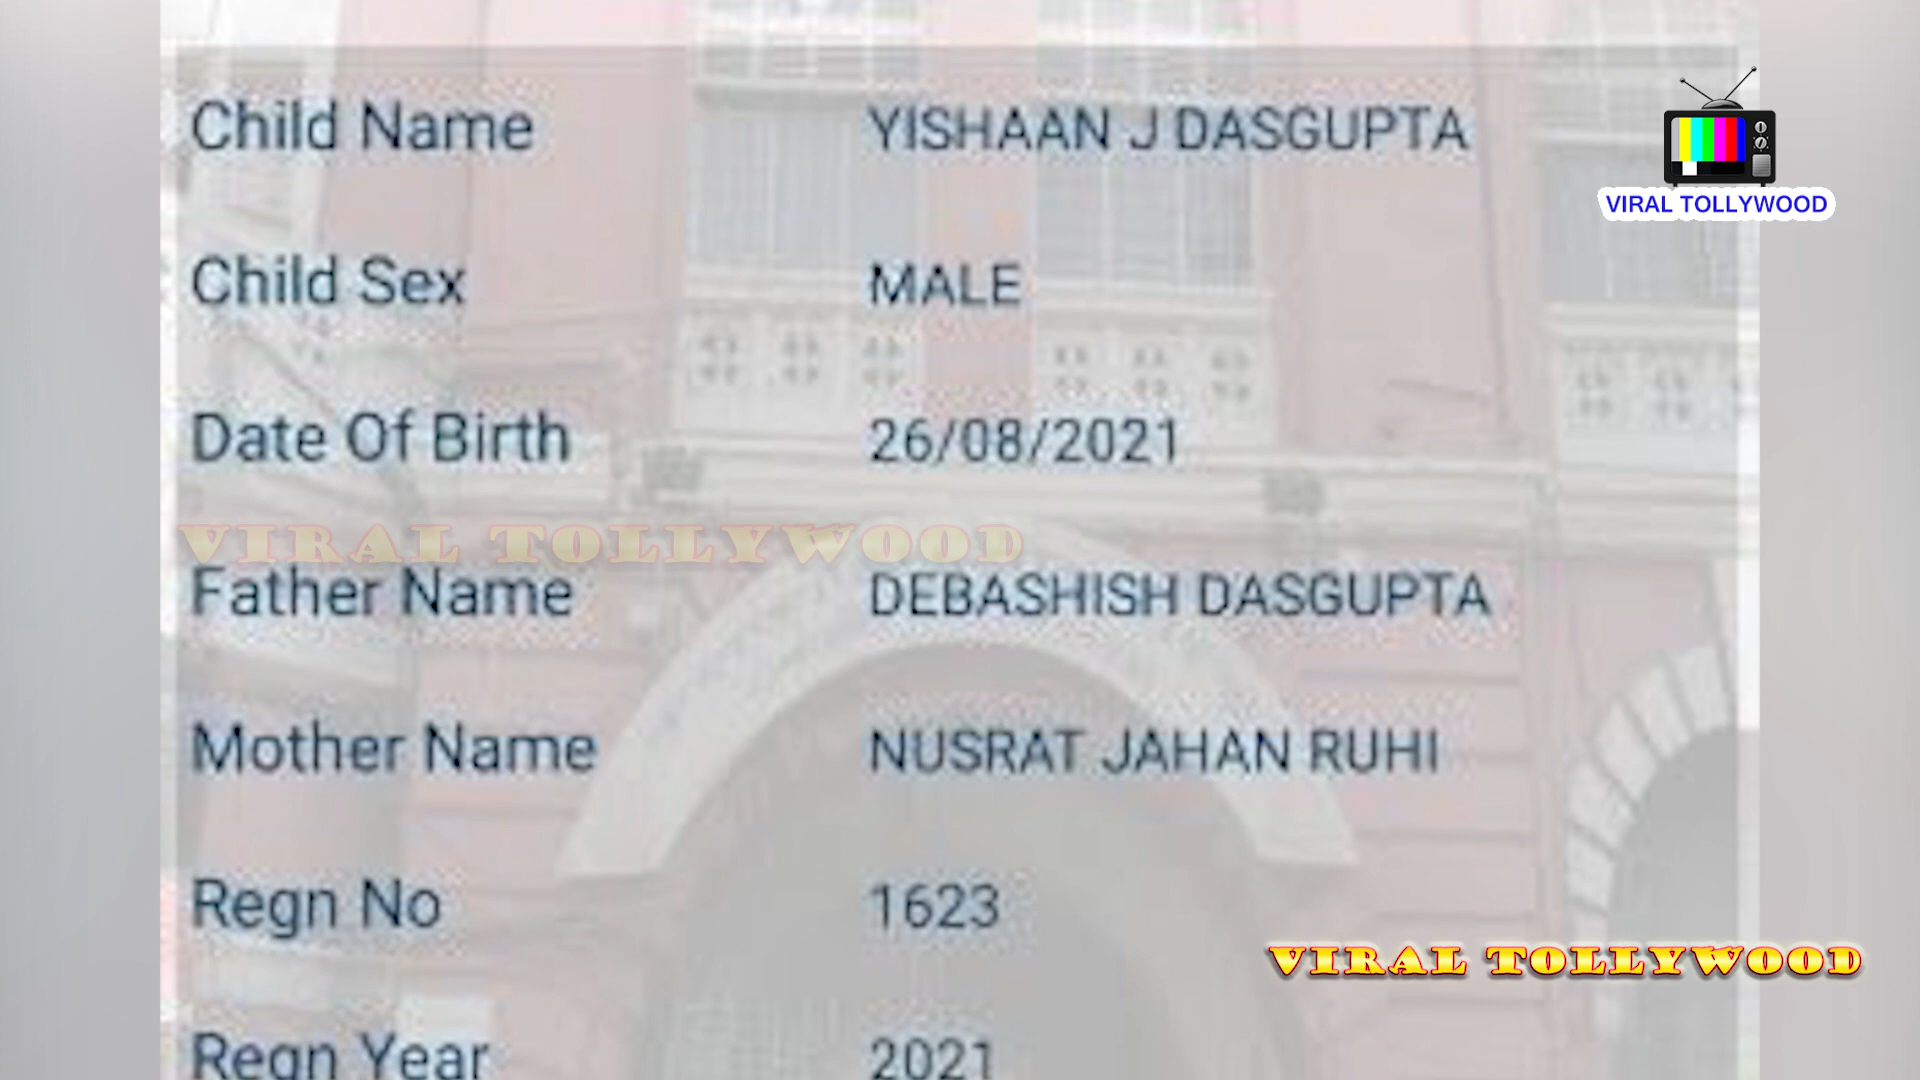 Child Name YISHAAN J DASGUPTA
VIRAL TOLLYWOOD
Child Sex MALE
Date Of Birth 26/08/2021
VIRAL TOLLYWOOD
Father Name DEBASHISH DASGUPTA
Mother Name NUSRAT JAHAN RUHI
Regn No 1623
VIRAL TOLLYWOOD
Regn Year 2021